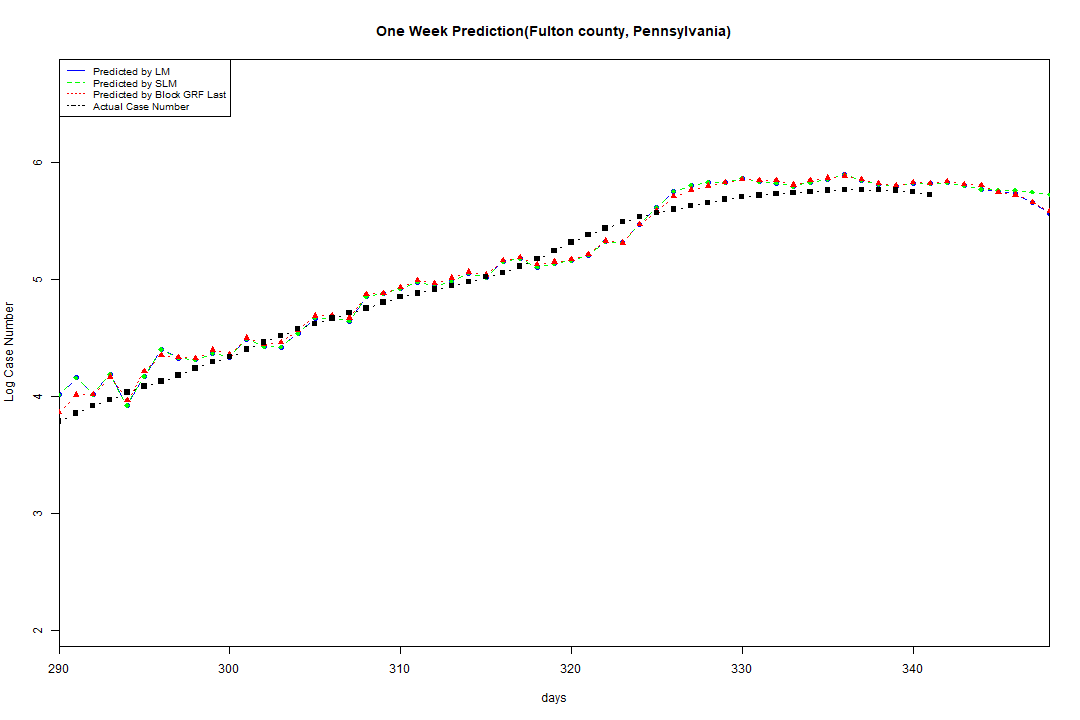 One Week Prediction(Fulton county, Pennsylvania)
Predicted by LM
Predicted by SLM
Predicted by Block GRF Last
Actual Case Number
6
5
4
3
2
Log Case Number
290 300 310 320 330 340
days